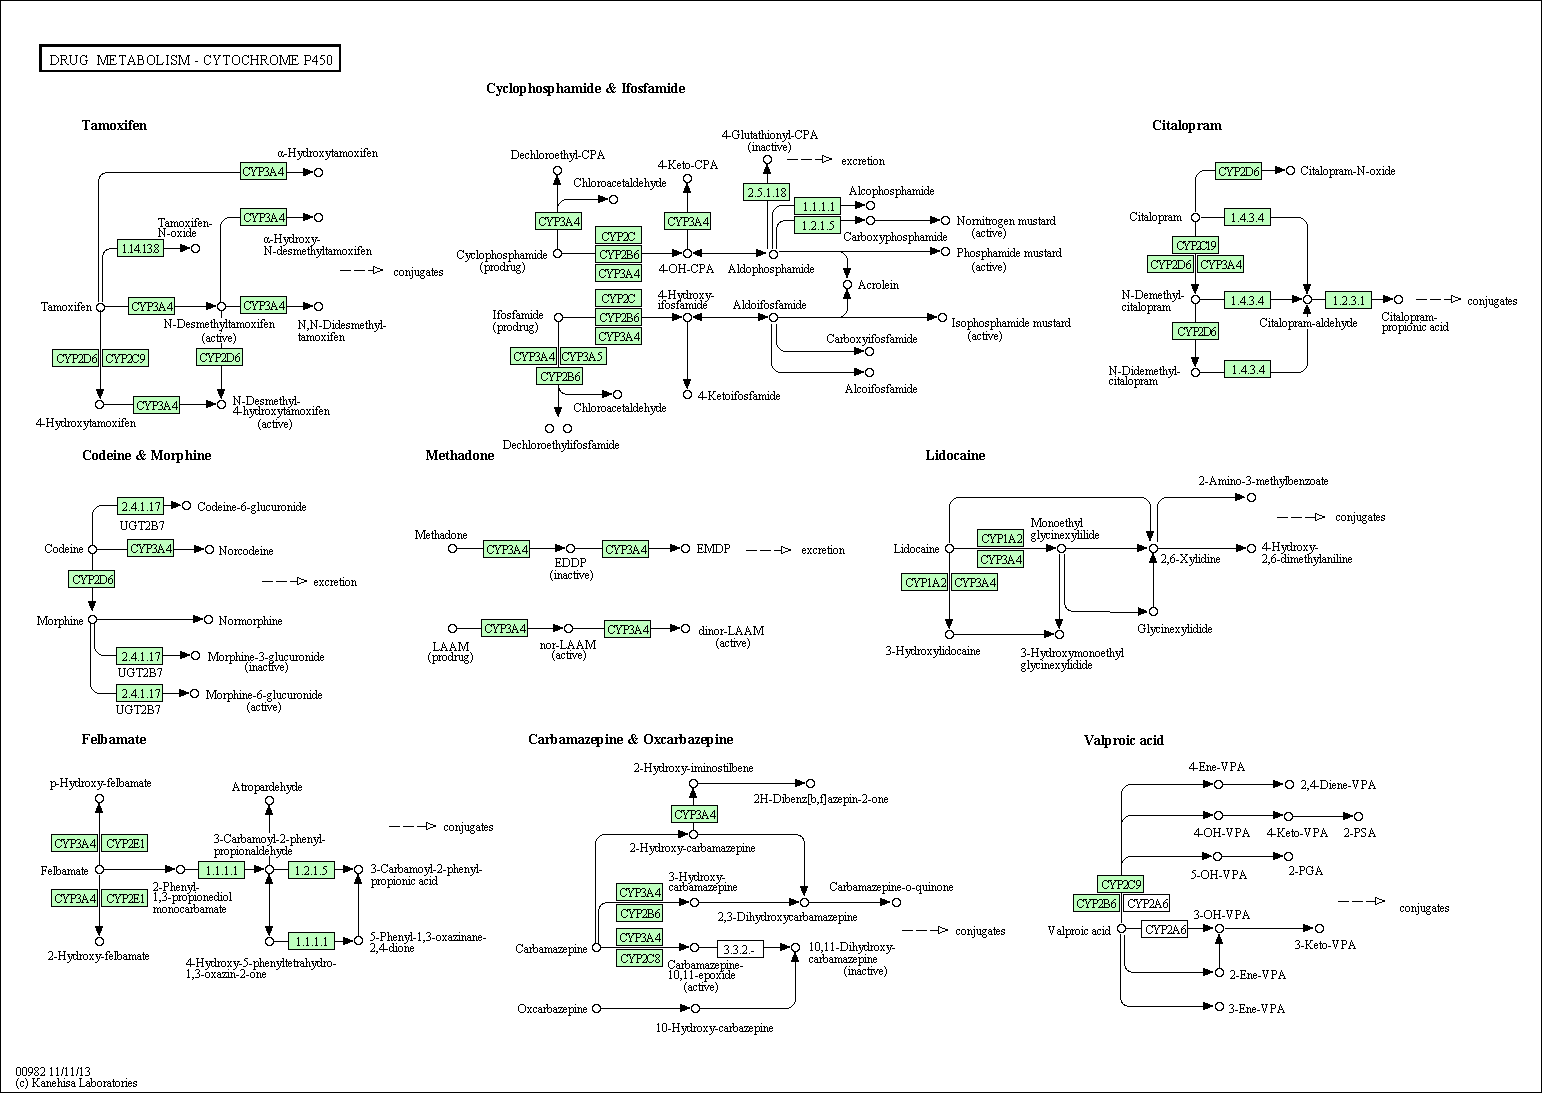 DRUG METABOLISM - CYTOCHROME P450
Cyclophosphamide & Ifosfamide
Tamoxifen
α-Hydroxytamoxifen
CYP3A4
CYP3A4
Tamoxifen-
N-oxide
1.14.13.8
α-Hydroxy-
N-desmethyltamoxifen
conjugates
Tamoxifen
CYP3A4
CYP3A4
N-Desmethyltamoxifen
(active)
N,N-Didesmethyl-
tamoxifen
CYP2D6
CYP2C9
CYP2D6
CYP3A4
N-Desmethyl-
4-hydroxytamoxifen
(active)
4-Hydroxytamoxifen
Dechloroethyl-CPA
Chloroacetaldehyde
4-Keto-CPA
4-Glutathionyl-CPA
(inactive)
excretion
2.5.1.18
1.1.1.1
Alcophosphamide
1.2.1.5
Carboxyphosphamide
Nornitrogen mustard
(active)
CYP3A4
CYP3A4
CYP2C
CYP2B6
CYP3A4
Cyclophosphamide
(prodrug)
4-OH-CPA
Aldophosphamide
Phosphamide mustard
(active)
Acrolein
CYP2C
CYP2B6
CYP3A4
4-Hydroxy-
ifosfamide
Aldoifosfamide
Ifosfamide
(prodrug)
Isophosphamide mustard
(active)
CYP3A4
CYP3A5
CYP2B6
Carboxyifosfamide
Alcoifosfamide
4-Ketoifosfamide
Chloroacetaldehyde
Dechloroethylifosfamide
Citalopram
CYP2D6
Citalopram-N-oxide
Citalopram
1.4.3.4
CYP2C19
CYP2D6
CYP3A4
N-Demethyl-
citalopram
1.4.3.4
1.2.3.1
conjugates
Citalopram-aldehyde
Citalopram-
propionic acid
CYP2D6
N-Didemethyl-
citalopram
1.4.3.4
Codeine & Morphine
2.4.1.17
Codeine-6-glucuronide
UGT2B7
Codeine
CYP3A4
Norcodeine
CYP2D6
excretion
Morphine
Normorphine
2.4.1.17
Morphine-3-glucuronide
(inactive)
UGT2B7
2.4.1.17
Morphine-6-glucuronide
(active)
UGT2B7
Methadone
Methadone
CYP3A4
CYP3A4
EMDP
excretion
EDDP
(inactive)
CYP3A4
CYP3A4
LAAM
(prodrug)
nor-LAAM
(active)
dinor-LAAM
(active)
Lidocaine
2-Amino-3-methylbenzoate
conjugates
Monoethyl
glycinexylilide
CYP1A2
Lidocaine
CYP3A4
2,6-Xylidine
4-Hydroxy-
2,6-dimethylaniline
CYP1A2
CYP3A4
Glycinexylidide
3-Hydroxylidocaine
3-Hydroxymonoethyl
glycinexylidide
Felbamate
p-Hydroxy-felbamate
Atropardehyde
conjugates
CYP3A4
CYP2E1
3-Carbamoyl-2-phenyl-
propionaldehyde
Felbamate
1.1.1.1
1.2.1.5
3-Carbamoyl-2-phenyl-
propionic acid
CYP3A4
CYP2E1
2-Phenyl-
1,3-propionediol
monocarbamate
1.1.1.1
5-Phenyl-1,3-oxazinane-
2,4-dione
2-Hydroxy-felbamate
4-Hydroxy-5-phenyltetrahydro-
1,3-oxazin-2-one
Carbamazepine & Oxcarbazepine
2-Hydroxy-iminostilbene
2H-Dibenz[b,f]azepin-2-one
CYP3A4
2-Hydroxy-carbamazepine
3-Hydroxy-
carbamazepine
Carbamazepine-o-quinone
CYP3A4
CYP2B6
2,3-Dihydroxycarbamazepine
conjugates
CYP3A4
Carbamazepine
3.3.2.-
10,11-Dihydroxy-
carbamazepine
(inactive)
CYP2C8
Carbamazepine-
10,11-epoxide
(active)
Oxcarbazepine
10-Hydroxy-carbazepine
Valproic acid
4-Ene-VPA
2,4-Diene-VPA
4-OH-VPA
4-Keto-VPA
2-PSA
5-OH-VPA
2-PGA
CYP2C9
CYP2B6
CYP2A6
conjugates
3-OH-VPA
Valproic acid
CYP2A6
3-Keto-VPA
2-Ene-VPA
3-Ene-VPA
00982 11/11/13
(c) Kanehisa Laboratories